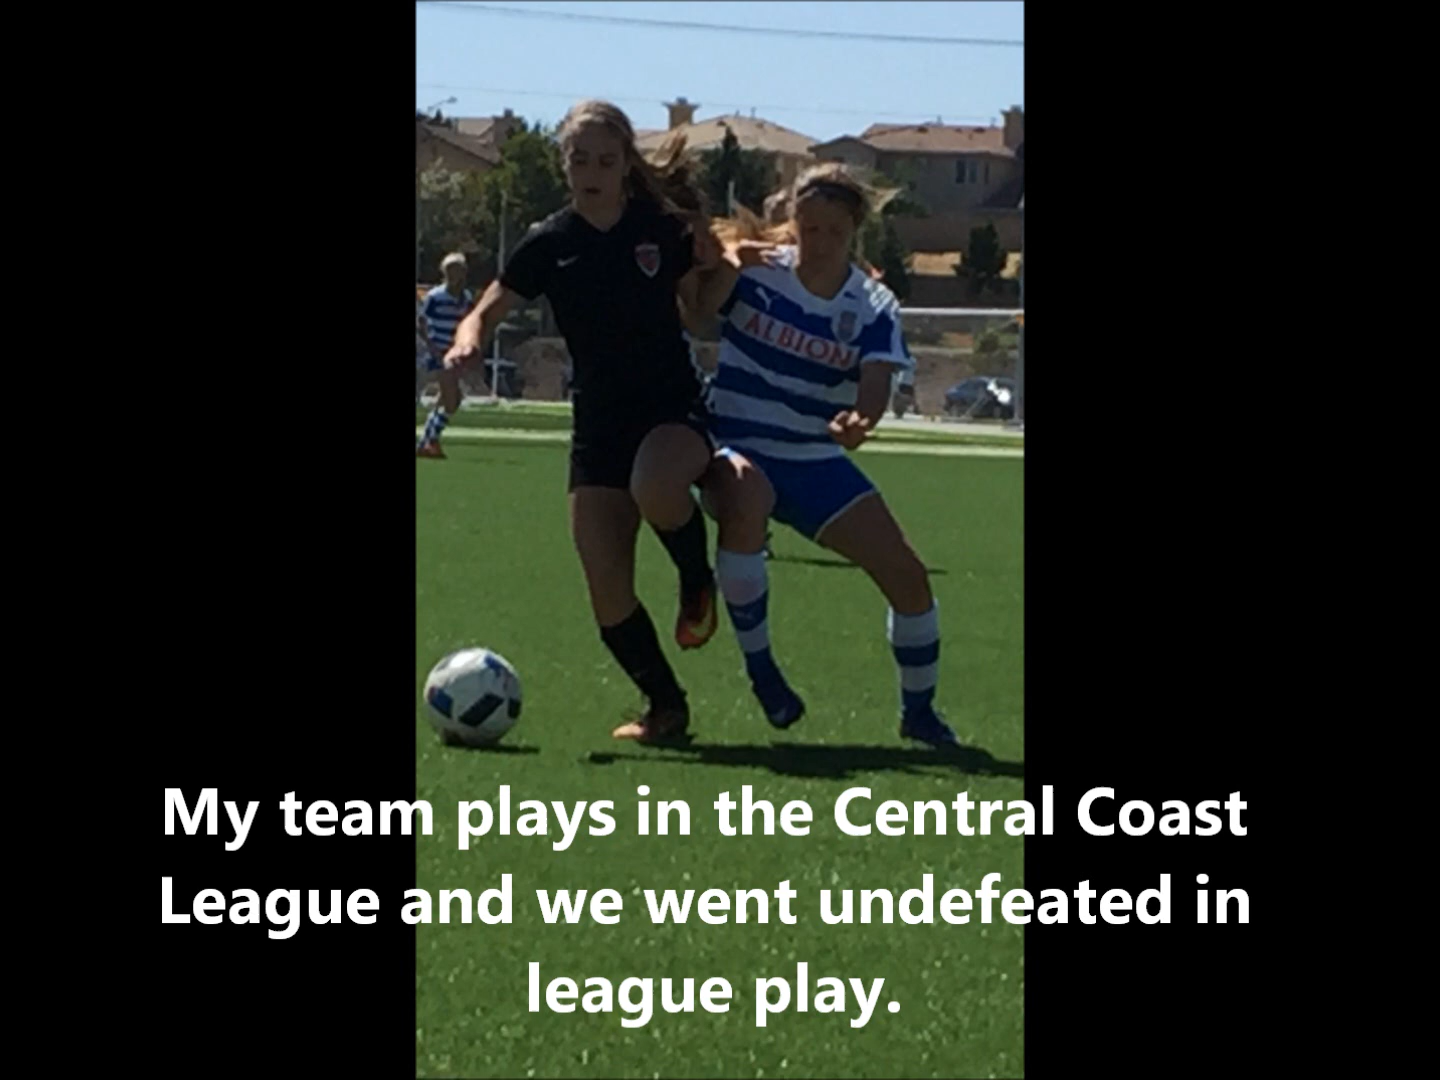 ALBION
My team plays in the Central Coast
League and we went undefeated in
league play.